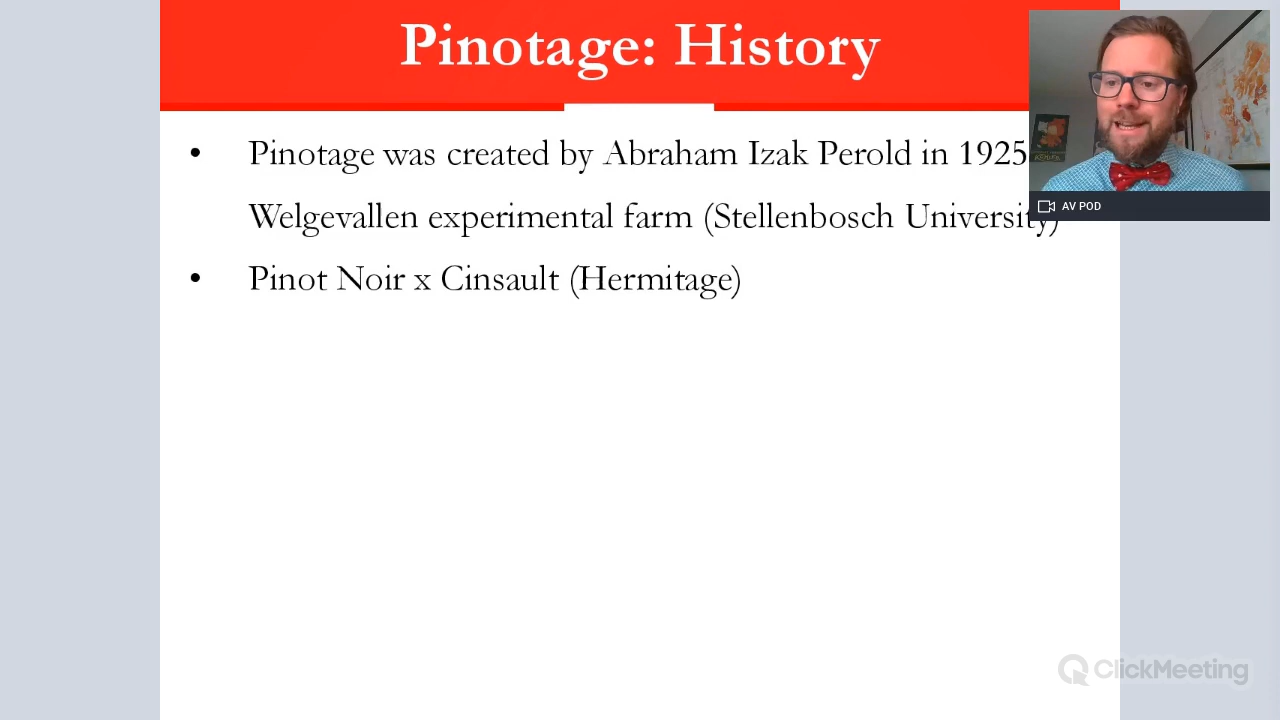 Pinotage: History
• Pinotage was created by Abraham Izak Perold in 1925
Welgevallen experimental farm (Stellenbosch University)
• Pinot Noir x Cinsault (Hermitage)
AV POD
ClickMeeting